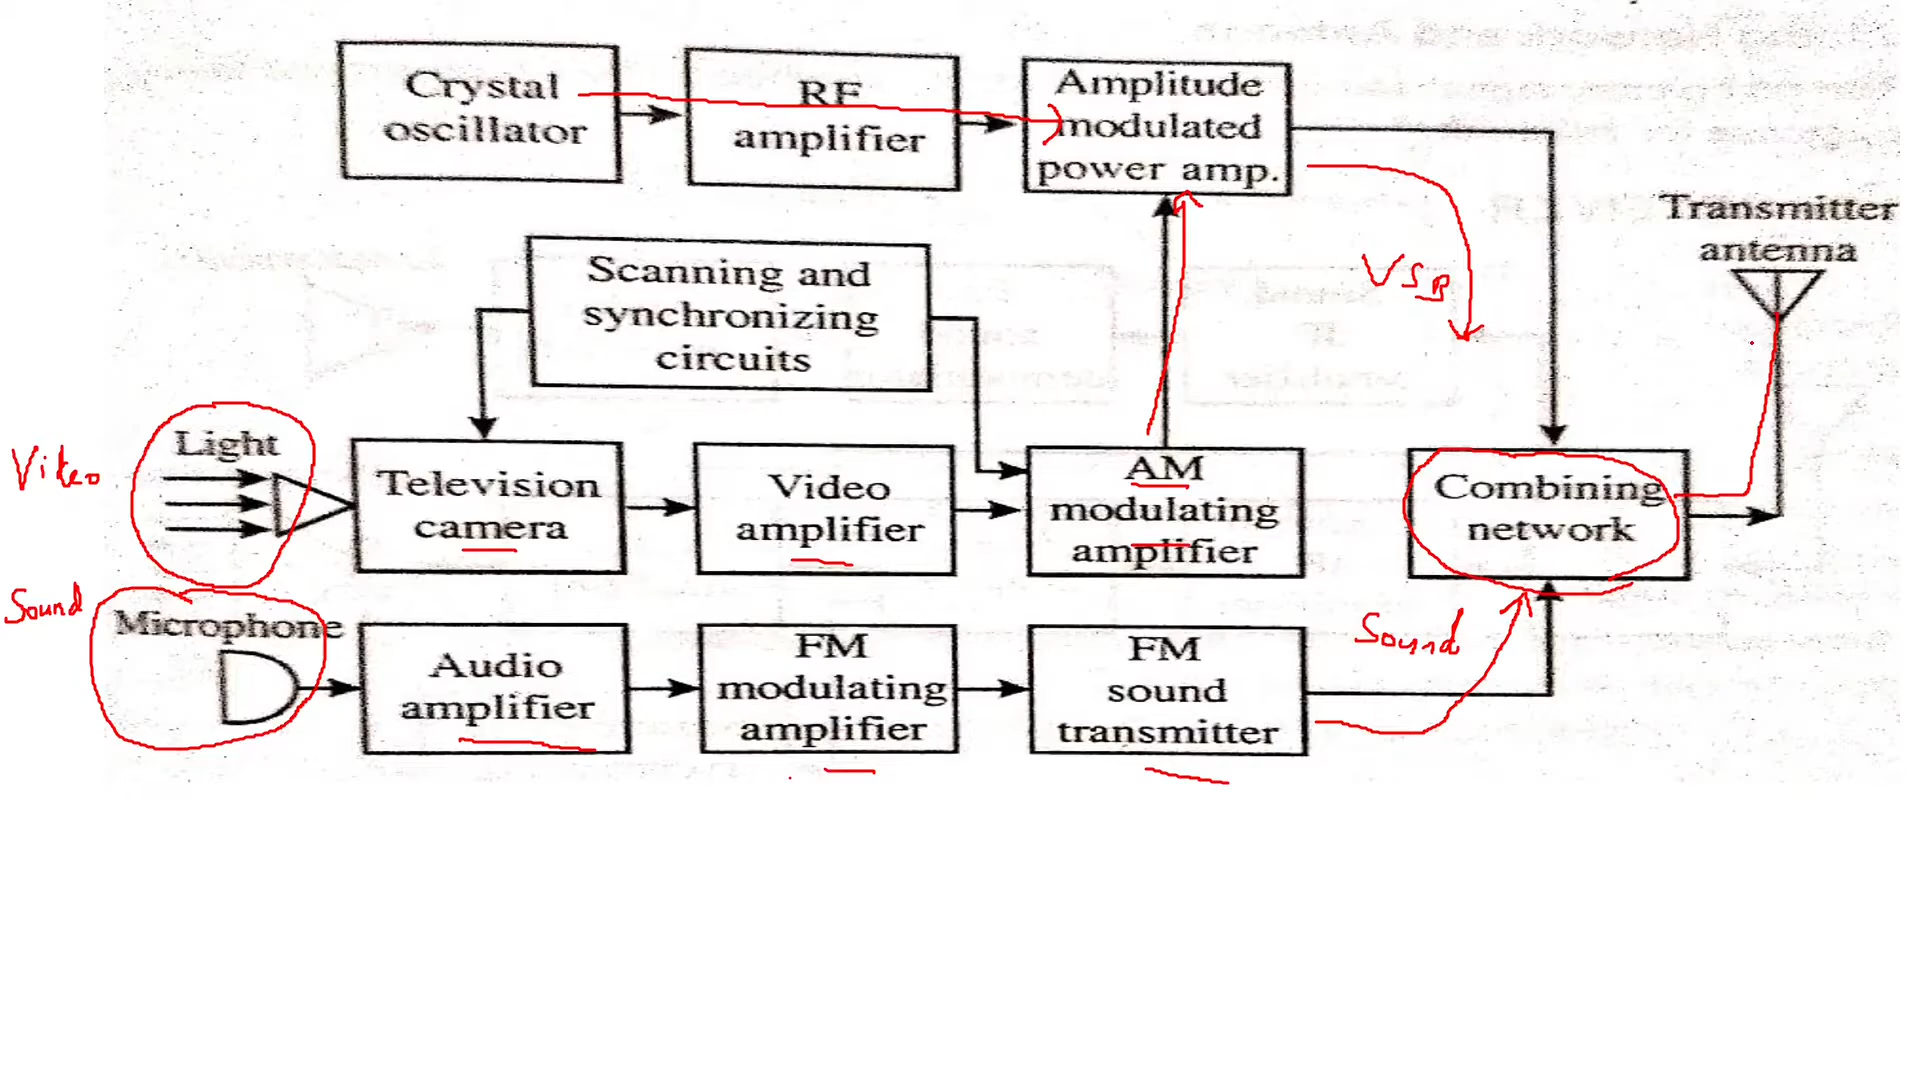 Crystal
oscillator
RF
amplifier
Amplitude
modulated
power amp.
Transmitter
antenna
Scanning and
synchronizing
circuits
VSB
Video
Light
Television
camera
Video
amplifier
AM
modulating
amplifier
Combining
network
Sound
Microphone
Audio
amplifier
FM
modulating
amplifier
FM
sound
transmitter
Sound